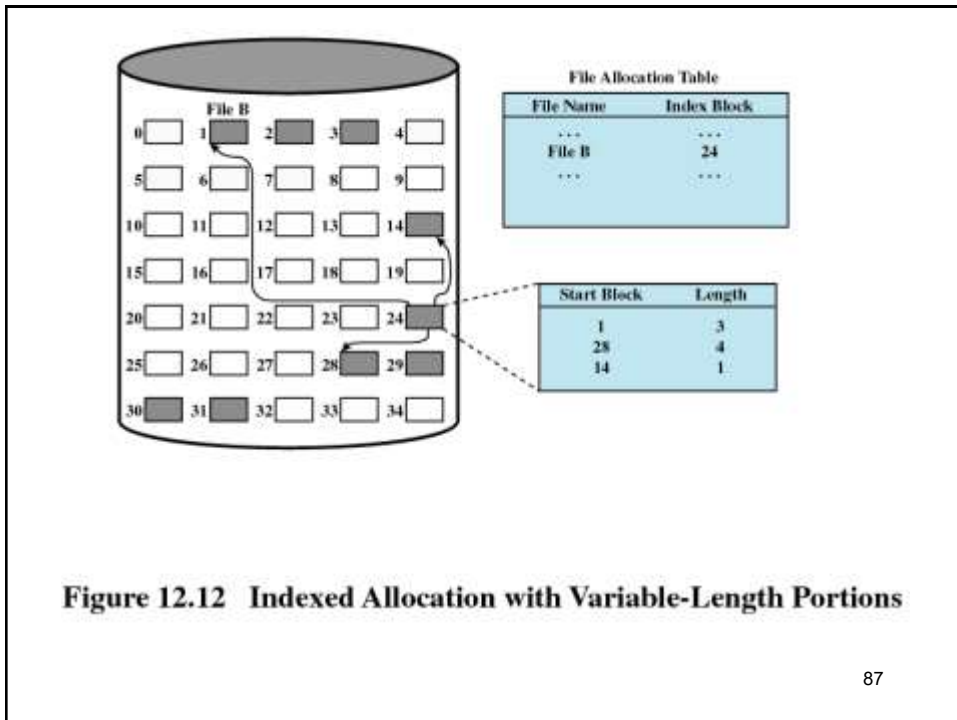 File B
0 1 2 3 4
5 6 7 8 9
10 11 12 13 14
15 16 17 18 19
20 21 22 23 24
25 26 27 28 29
30 31 32 33 34
File Allocation Table
File Name Index Block
... ...
File B 24
... ...
Start Block Length
1 3
28 4
14 1
Figure 12.12 Indexed Allocation with Variable-Length Portions
87